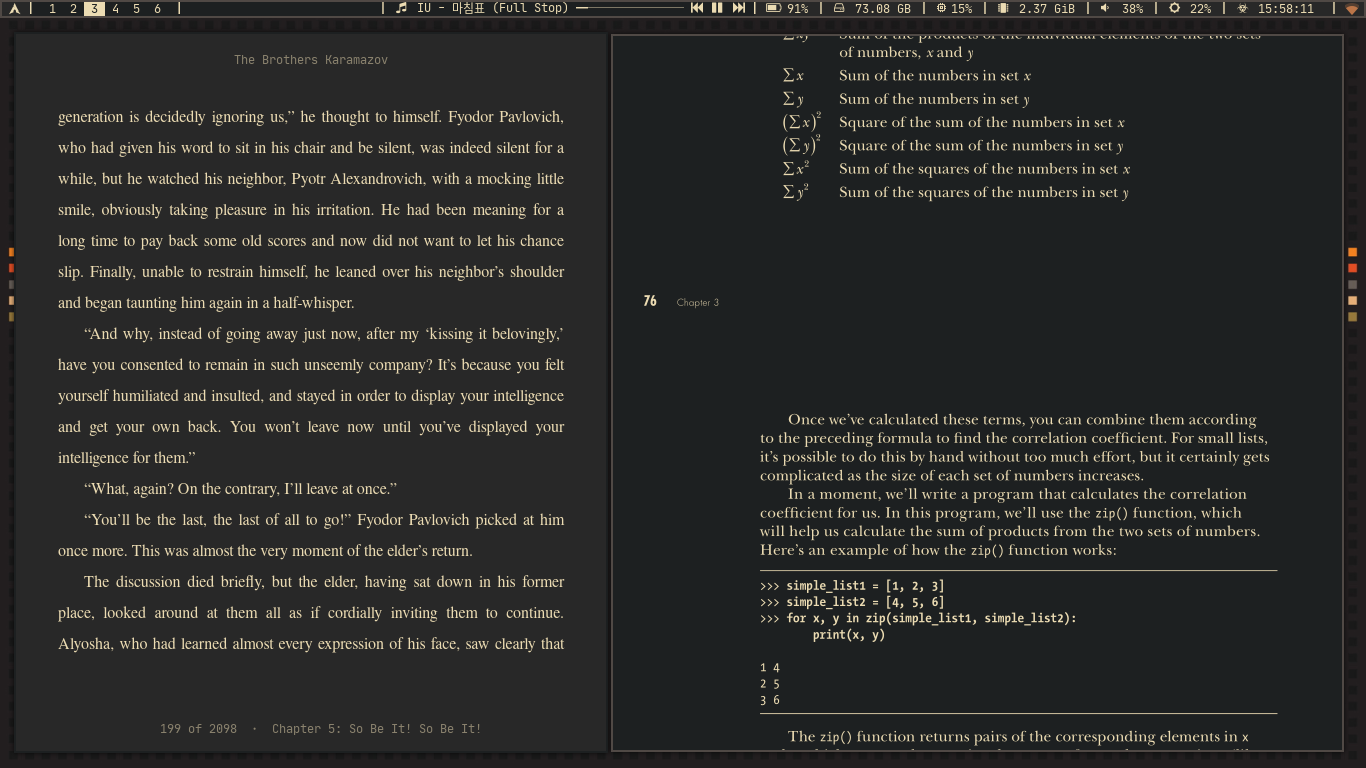 1 2 3 4 5 6
IU - 마침표 (Full Stop)
91% 73.08 GB 15% 2.37 GiB 38% 22% 15:58:11
The Brothers Karamazov
generation is decidedly ignoring us,” he thought to himself. Fyodor Pavlovich,
who had given his word to sit in his chair and be silent, was indeed silent for a
while, but he watched his neighbor, Pyotr Alexandrovich, with a mocking little
smile, obviously taking pleasure in his irritation. He had been meaning for a
long time to pay back some old scores and now did not want to let his chance
slip. Finally, unable to restrain himself, he leaned over his neighbor’s shoulder
and began taunting him again in a half-whisper.
“And why, instead of going away just now, after my ‘kissing it belovingly,’
have you consented to remain in such unseemly company? It’s because you felt
yourself humiliated and insulted, and stayed in order to display your intelligence
and get your own back. You won’t leave now until you’ve displayed your
intelligence for them.”
“What, again? On the contrary, I’ll leave at once.”
“You’ll be the last, the last of all to go!” Fyodor Pavlovich picked at him
once more. This was almost the very moment of the elder’s return.
The discussion died briefly, but the elder, having sat down in his former
place, looked around at them all as if cordially inviting them to continue.
Alyosha, who had learned almost every expression of his face, saw clearly that
199 of 2098 · Chapter 5: So Be It! So Be It!
∑xy Sum of the products of the individual elements of the two sets
of numbers, x and y
∑x Sum of the numbers in set x
∑y Sum of the numbers in set y
(∑x)² Square of the sum of the numbers in set x
(∑y)² Square of the sum of the numbers in set y
∑x² Sum of the squares of the numbers in set x
∑y² Sum of the squares of the numbers in set y
76 Chapter 3
Once we’ve calculated these terms, you can combine them according
to the preceding formula to find the correlation coefficient. For small lists,
it’s possible to do this by hand without too much effort, but it certainly gets
complicated as the size of each set of numbers increases.
In a moment, we’ll write a program that calculates the correlation
coefficient for us. In this program, we’ll use the zip() function, which
will help us calculate the sum of products from the two sets of numbers.
Here’s an example of how the zip() function works:
>>> simple_list1 = [1, 2, 3]
>>> simple_list2 = [4, 5, 6]
>>> for x, y in zip(simple_list1, simple_list2):
print(x, y)
1 4
2 5
3 6
The zip() function returns pairs of the corresponding elements in x